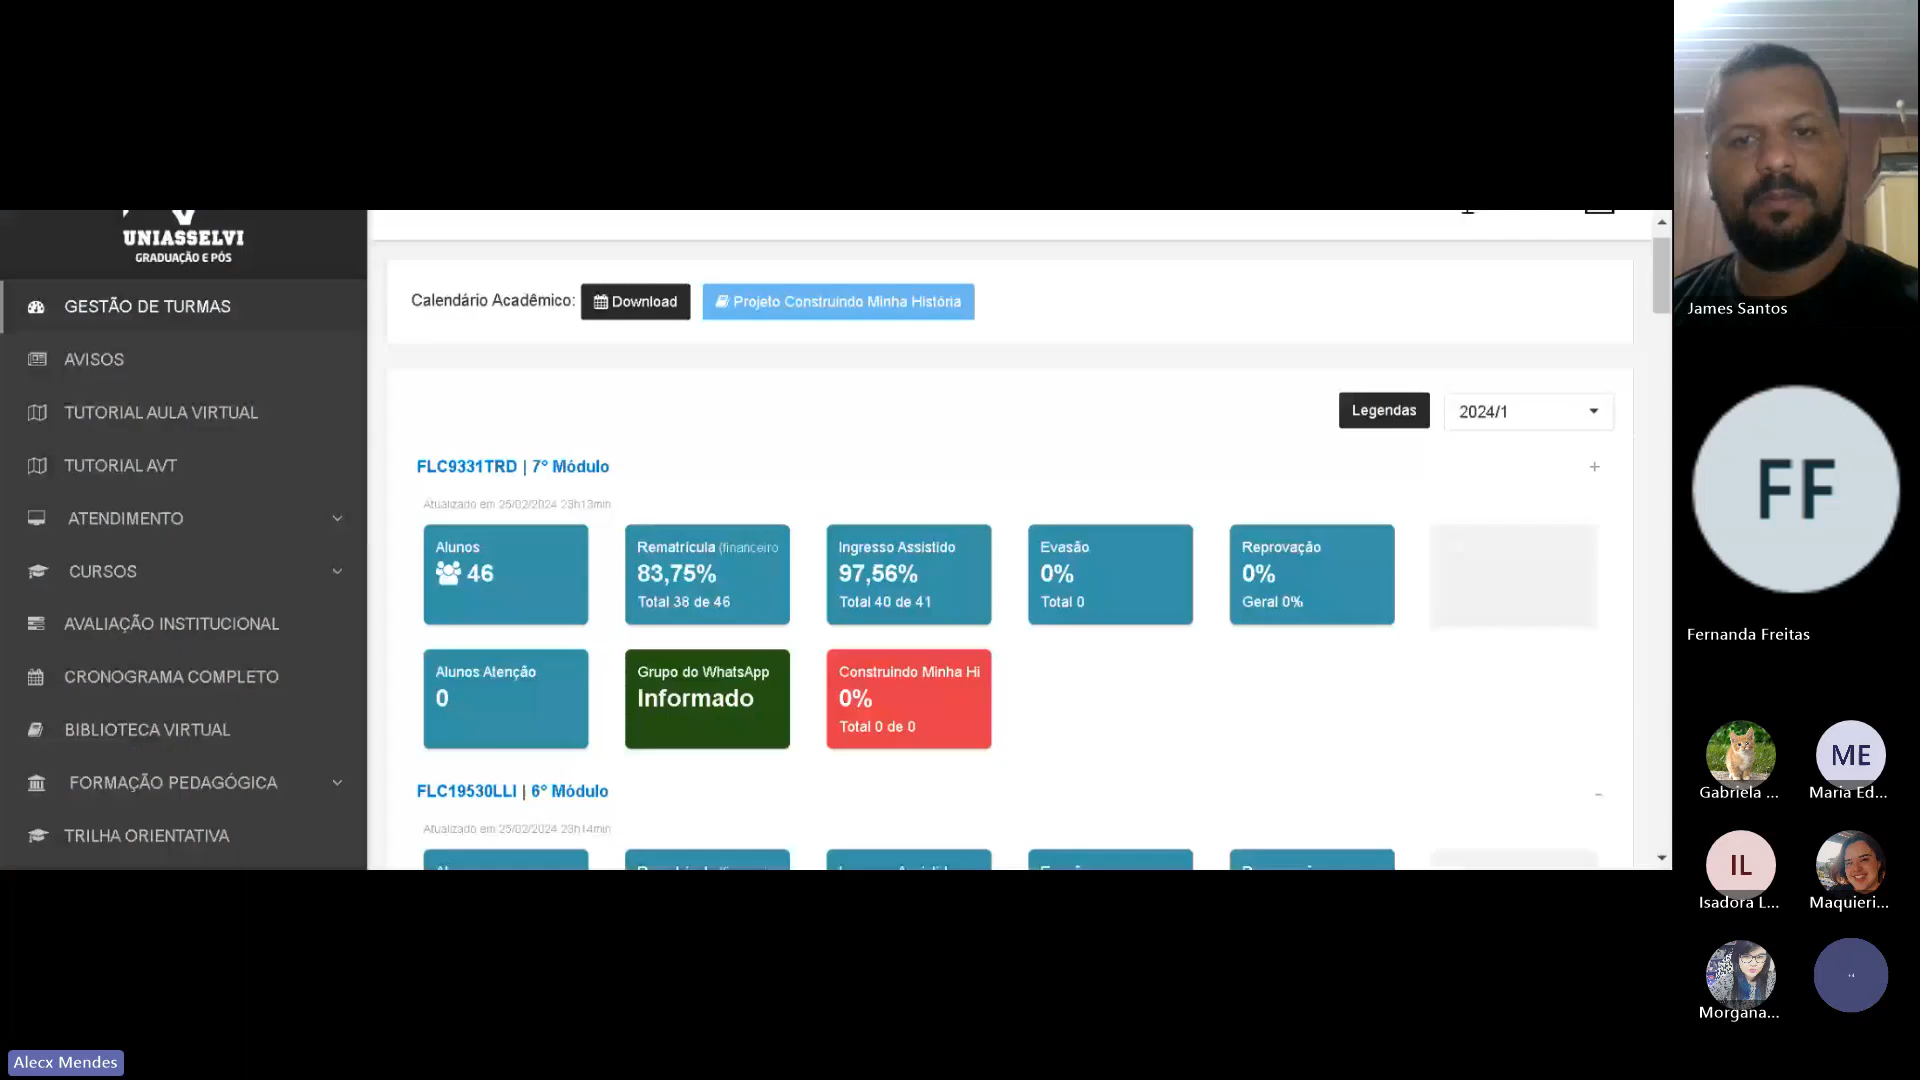 UNIASSELVI
GRADUAÇÃO E PÓS
GESTÃO DE TURMAS
AVISOS
TUTORIAL AULA VIRTUAL
TUTORIAL AVT
ATENDIMENTO
CURSOS
AVALIAÇÃO INSTITUCIONAL
CRONOGRAMA COMPLETO
BIBLIOTECA VIRTUAL
FORMAÇÃO PEDAGÓGICA
TRILHA ORIENTATIVA
Calendário Acadêmico: Download Projeto Construindo Minha História
Legendas 2024/1
FLC9331TRD | 7° Módulo
Atualizado em 25/02/2024 23h13min
Alunos
46
Rematrícula (financeiro
83,75%
Total 38 de 46
Ingresso Assistido
97,56%
Total 40 de 41
Evasão
0%
Total 0
Reprovação
0%
Geral 0%
Alunos Atenção
0
Grupo do WhatsApp
Informado
Construindo Minha Hi
0%
Total 0 de 0
FLC19530LLI | 6° Módulo
Atualizado em 25/02/2024 23h14min
James Santos
FF
Fernanda Freitas
Gabriela ...
ME
Maria Ed...
IL
Isadora L...
Maquieri...
Morgana...
Alecx Mendes